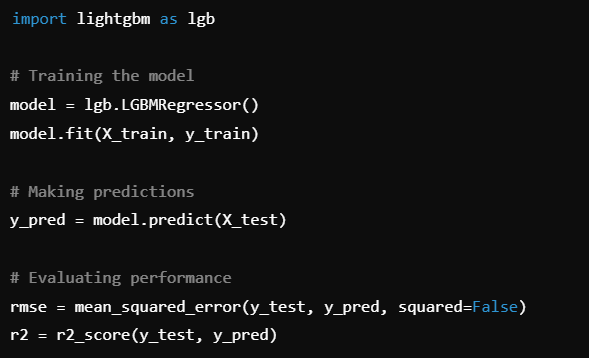 import lightgbm as lgb
# Training the model
model = lgb.LGBMRegressor()
model.fit(X_train, y_train)
# Making predictions
y_pred = model.predict(X_test)
# Evaluating performance
rmse = mean_squared_error(y_test, y_pred, squared=False)
r2 = r2_score(y_test, y_pred)